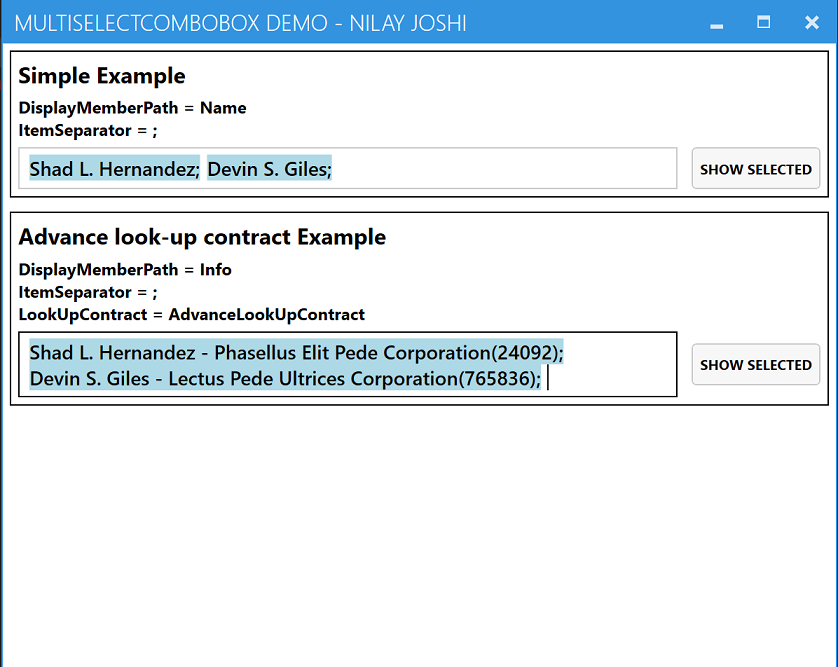 MULTISELECTCOMBOBOX DEMO - NILAY JOSHI
Simple Example
DisplayMemberPath = Name
ItemSeparator = ;
Shad L. Hernandez; Devin S. Giles;
SHOW SELECTED
Advance look-up contract Example
DisplayMemberPath = Info
ItemSeparator = ;
LookUpContract = AdvanceLookUpContract
Shad L. Hernandez - Phasellus Elit Pede Corporation(24092);
Devin S. Giles - Lectus Pede Ultrices Corporation(765836);
SHOW SELECTED